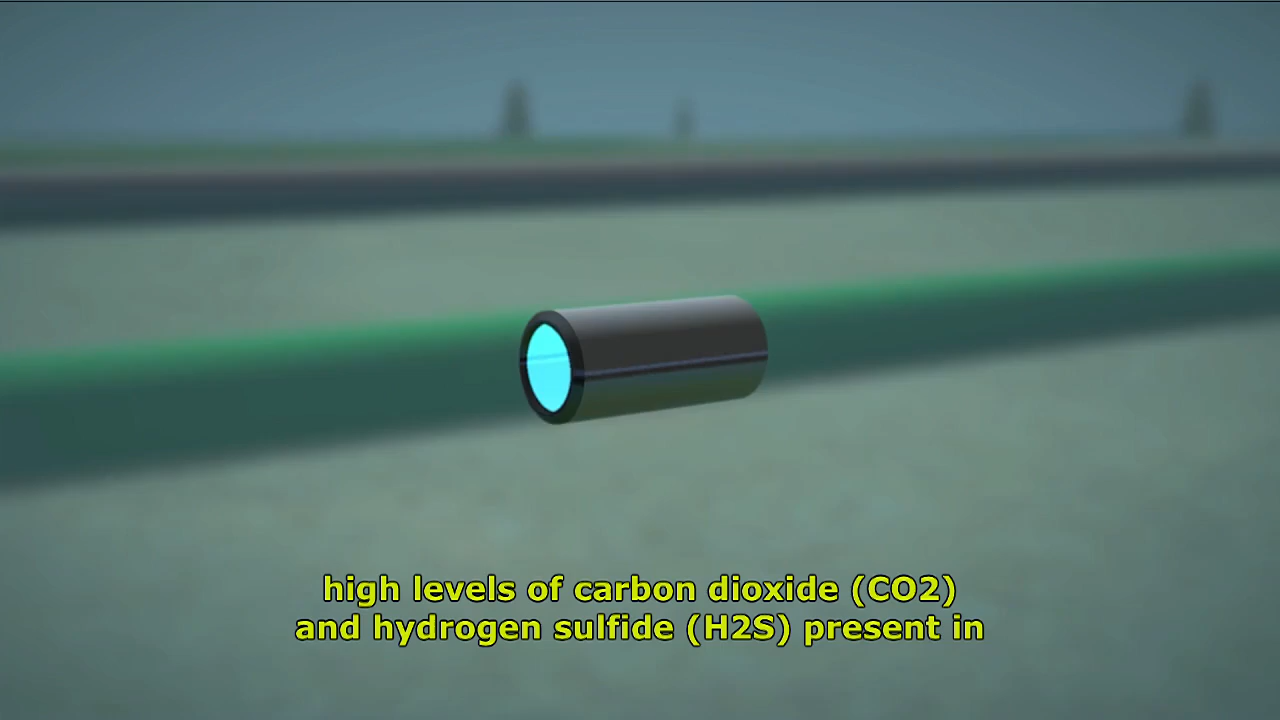 high levels of carbon dioxide (CO2)
and hydrogen sulfide (H2S) present in